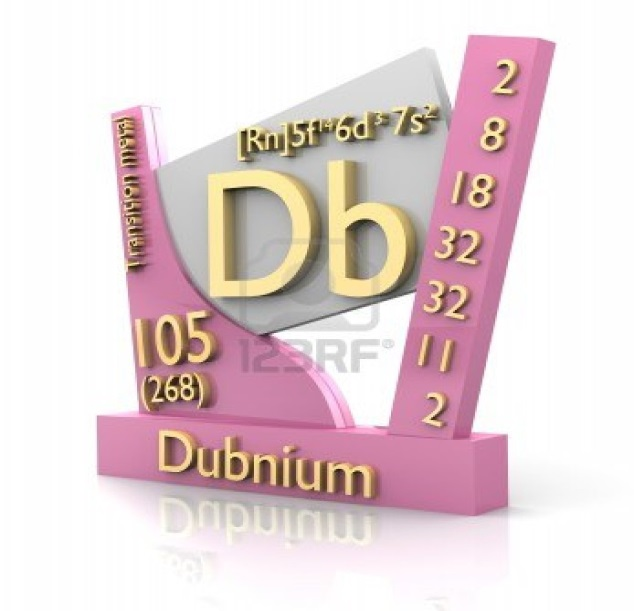 Transition metal
[Rn]5f¹⁴6d³7s²
Db
105
(268)
2
8
18
32
32
11
2
Dubnium
123RF